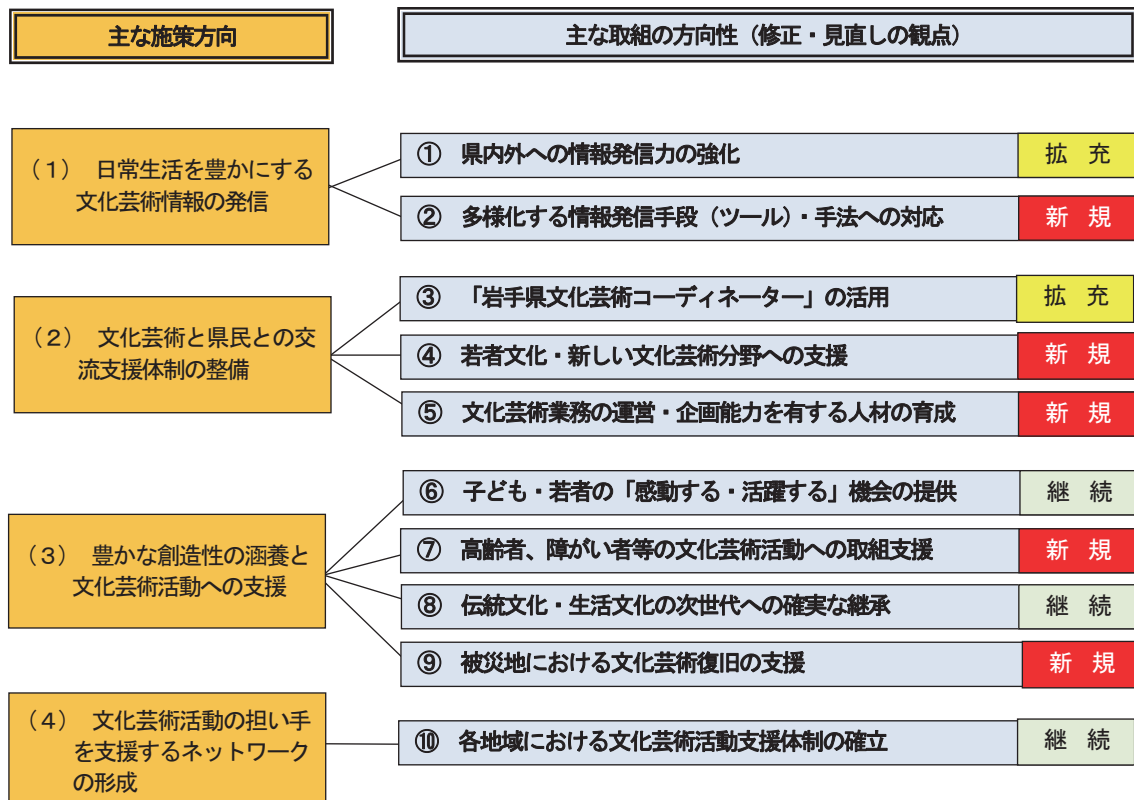 主な施策方向
主な取組の方向性（修正・見直しの観点）
（１） 日常生活を豊かにする
文化芸術情報の発信
① 県内外への情報発信力の強化
拡 充
② 多様化する情報発信手段（ツール）・手法への対応
新 規
（２） 文化芸術と県民との交
流支援体制の整備
③ 「岩手県文化芸術コーディネーター」の活用
拡 充
④ 若者文化・新しい文化芸術分野への支援
新 規
⑤ 文化芸術業務の運営・企画能力を有する人材の育成
新 規
（３） 豊かな創造性の涵養と
文化芸術活動への支援
⑥ 子ども・若者の「感動する・活躍する」機会の提供
継 続
⑦ 高齢者、障がい者等の文化芸術活動への取組支援
新 規
⑧ 伝統文化・生活文化の次世代への確実な継承
継 続
⑨ 被災地における文化芸術復旧の支援
新 規
（４） 文化芸術活動の担い手
を支援するネットワーク
の形成
⑩ 各地域における文化芸術活動支援体制の確立
継 続